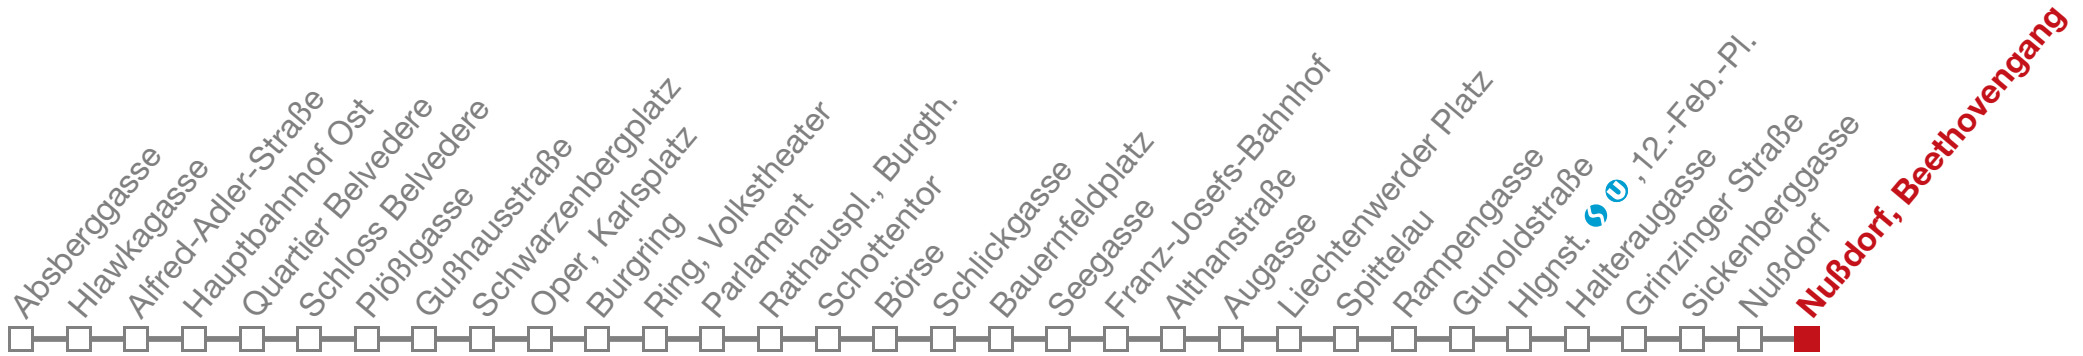 Absberggasse
Hlawkagasse
Alfred-Adler-Straße
Hauptbahnhof Ost
Quartier Belvedere
Schloss Belvedere
Plößlgasse
Gußhausstraße
Schwarzenbergplatz
Oper, Karlsplatz
Burgring
Ring, Volkstheater
Parlament
Rathauspl., Burgth.
Schottentor
Börse
Schlickgasse
Bauernfeldplatz
Seegasse
Franz-Josefs-Bahnhof
Althanstraße
Augasse
Liechtenwerder Platz
Spittelau
Rampengasse
Gunoldstraße
Hlgnst. S U ,12.-Feb.-Pl.
Halteraugasse
Grinzinger Straße
Sickenberggasse
Nußdorf
Nußdorf, Beethovengang